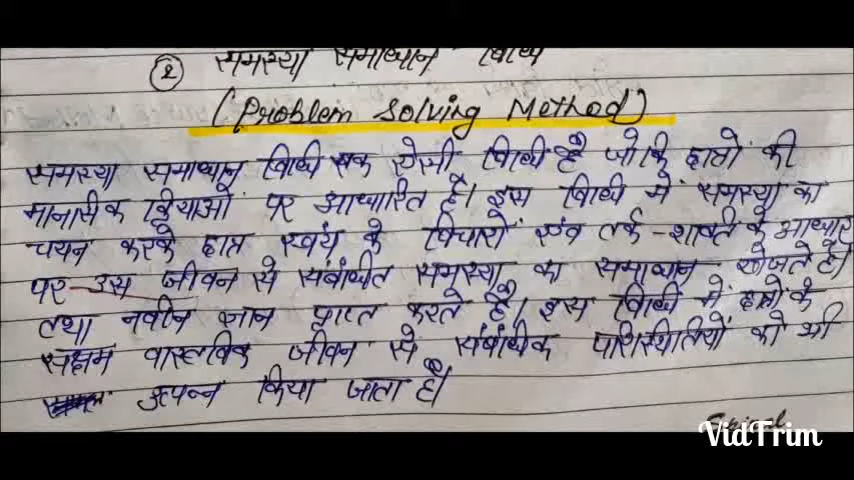 ② समस्या समाधान विधि
(Problem Solving Method)
समस्या समाधान विधि एक ऐसी विधि है जोकि छात्रों की
मानसिक क्रियाओं पर आधारित है। इस विधि में समस्या का
चयन करके छात्र स्वयं के विचारों एंव तर्क-शक्ति के आधार
पर उस जीवन से संबंधित समस्या का समाधान खोजते है।
तथा नवीन ज्ञान प्राप्त करते है। इस विधि में छात्रों के
सक्षम वास्तविक जीवन से संबंधिक परिस्थितियों को भी
उत्पन्न किया जाता है।
VidTrim